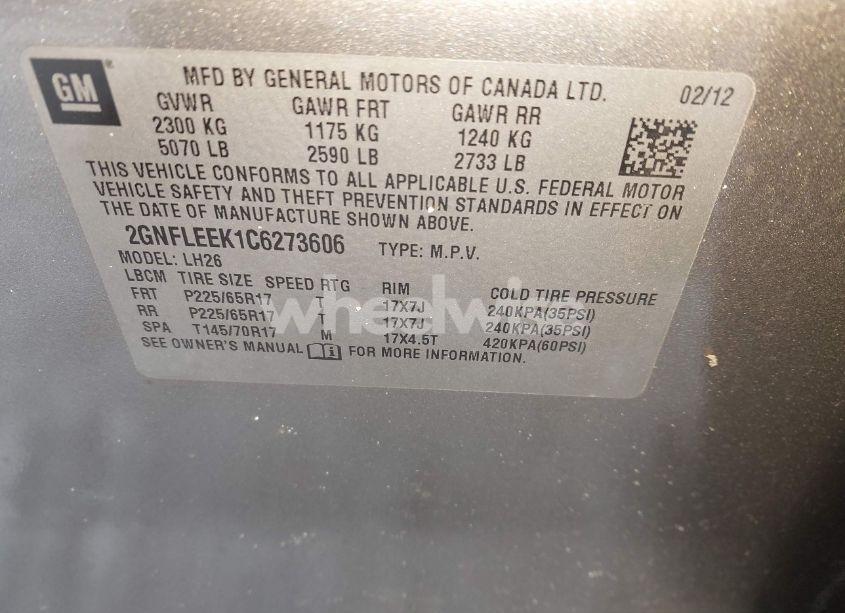 GM
MFD BY GENERAL MOTORS OF CANADA LTD. 02/12
GVWR GAWR FRT GAWR RR
2300 KG 1175 KG 1240 KG
5070 LB 2590 LB 2733 LB
THIS VEHICLE CONFORMS TO ALL APPLICABLE U.S. FEDERAL MOTOR
VEHICLE SAFETY AND THEFT PREVENTION STANDARDS IN EFFECT ON
THE DATE OF MANUFACTURE SHOWN ABOVE.
2GNFLEEK1C6273606 TYPE: M.P.V.
MODEL: LH26
LBCM TIRE SIZE SPEED RTG RIM COLD TIRE PRESSURE
FRT P225/65R17 T 17X7J 240KPA(35PSI)
RR P225/65R17 T 17X7J 240KPA(35PSI)
SPA T145/70R17 M 17X4.5T 420KPA(60PSI)
SEE OWNER'S MANUAL FOR MORE INFORMATION.